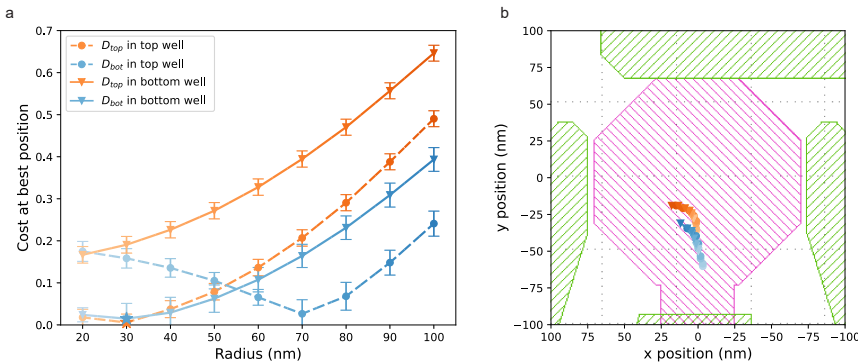 a
0.7
0.6
0.5
0.4
0.3
0.2
0.1
0.0
Cost at best position
D_top in top well
D_bot in top well
D_top in bottom well
D_bot in bottom well
20 30 40 50 60 70 80 90 100
Radius (nm)
b
100
75
50
25
0
−25
−50
−75
−100
y position (nm)
100 75 50 25 0 −25 −50 −75 −100
x position (nm)